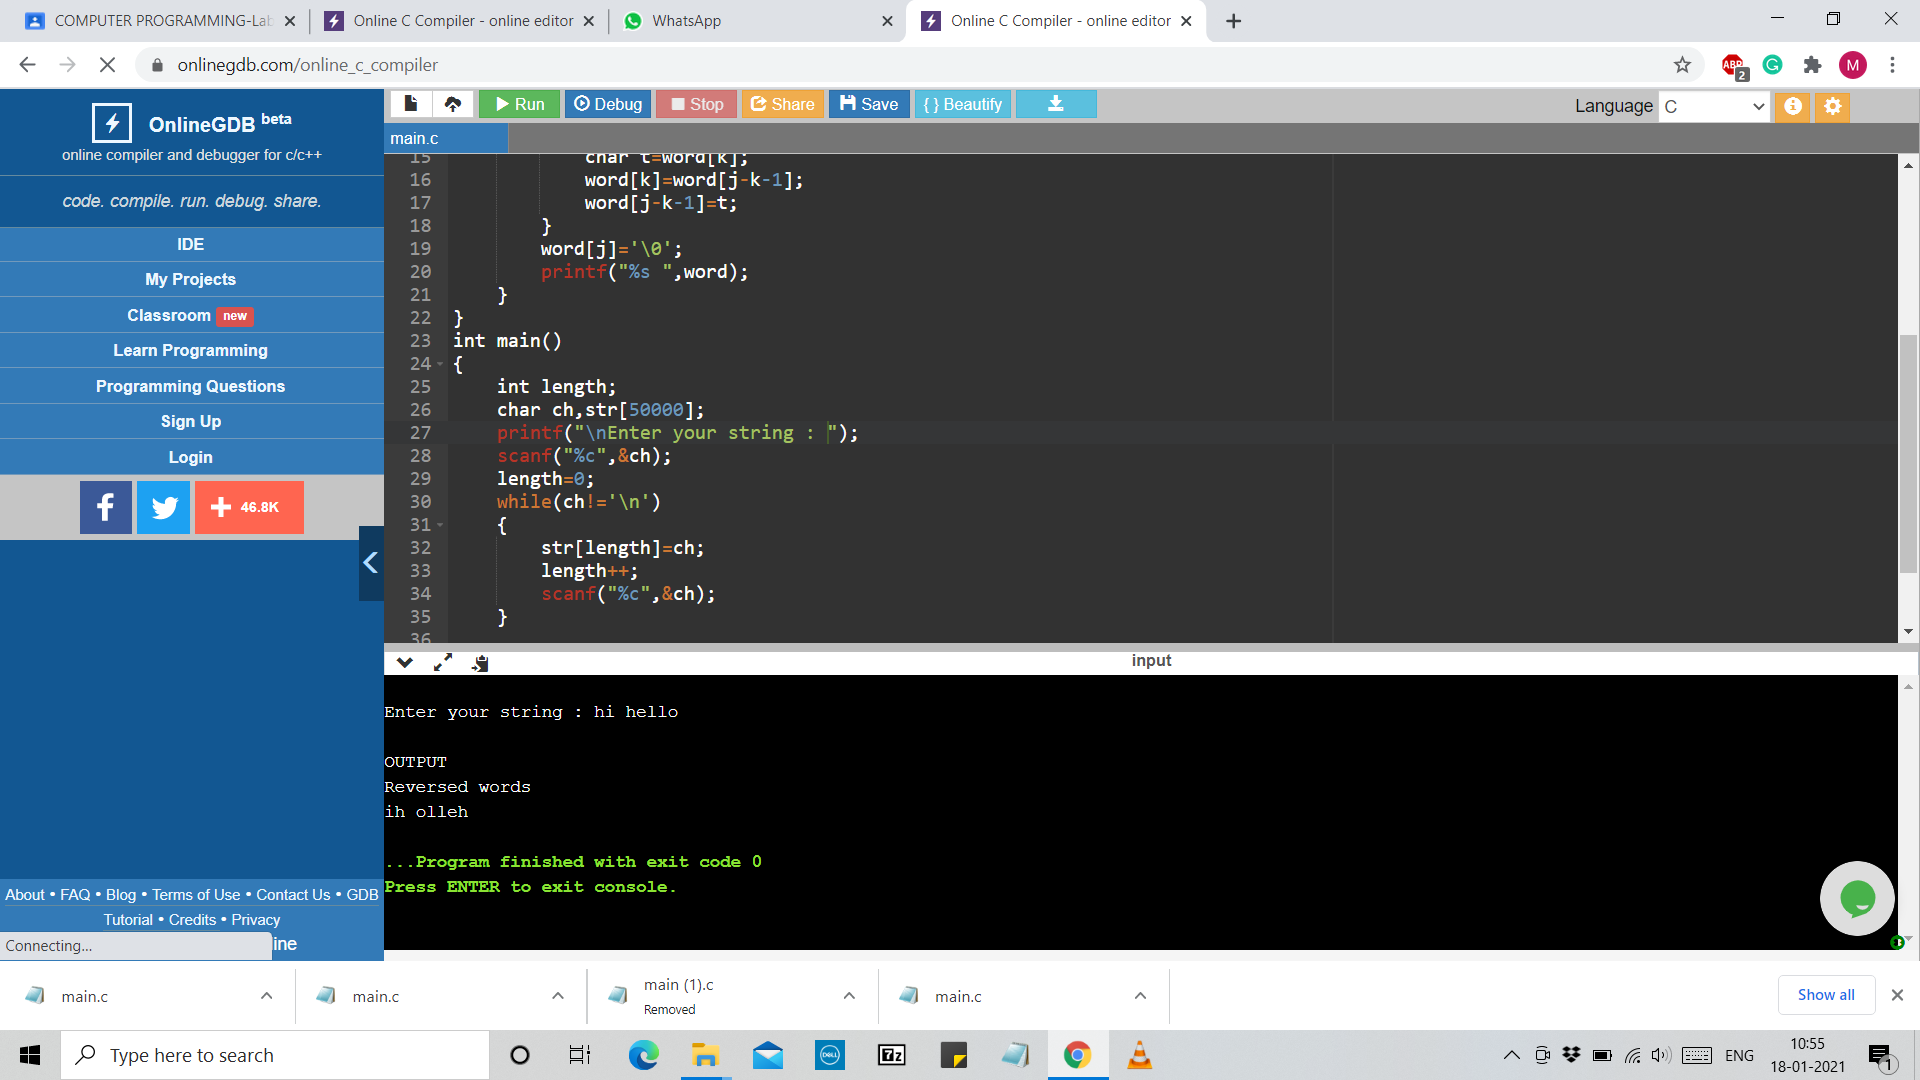 COMPUTER PROGRAMMING-Lab
Online C Compiler - online editor
WhatsApp
Online C Compiler - online editor
onlinegdb.com/online_c_compiler
ABP
2
M
OnlineGDB beta
online compiler and debugger for c/c++
code. compile. run. debug. share.
IDE
My Projects
Classroom new
Learn Programming
Programming Questions
Sign Up
Login
46.8K
About • FAQ • Blog • Terms of Use • Contact Us • GDB
Tutorial • Credits • Privacy
ine
Connecting...
Run
Debug
Stop
Share
Save
{ } Beautify
Language C
main.c
15 char t=word[k];
16 word[k]=word[j-k-1];
17 word[j-k-1]=t;
18 }
19 word[j]='\0';
20 printf("%s ",word);
21 }
22 }
23 int main()
24 {
25 int length;
26 char ch,str[50000];
27 printf("\nEnter your string : ");
28 scanf("%c",&ch);
29 length=0;
30 while(ch!='\n')
31 {
32 str[length]=ch;
33 length++;
34 scanf("%c",&ch);
35 }
36
input
Enter your string : hi hello
OUTPUT
Reversed words
ih olleh
...Program finished with exit code 0
Press ENTER to exit console.
main.c
main.c
main (1).c
Removed
main.c
Show all
Type here to search
DELL
7z
ENG
10:55
18-01-2021
1